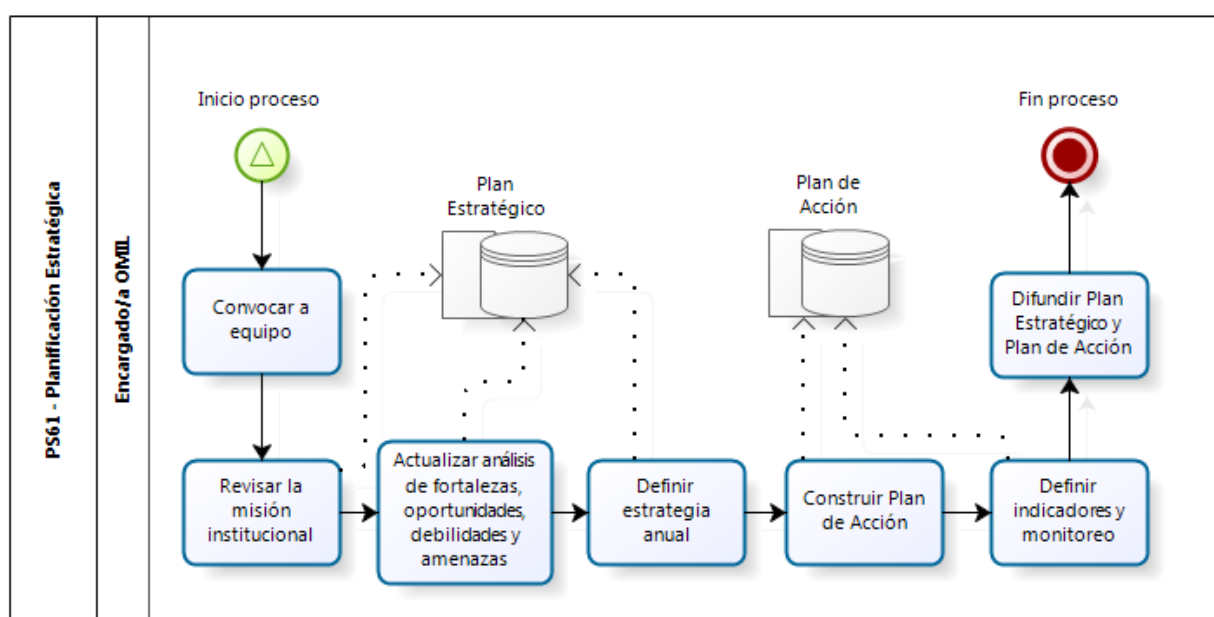 PS61 - Planificación Estratégica
Encargado/a OMIL
Inicio proceso
Convocar a
equipo
Revisar la
misión
institucional
Plan
Estratégico
Actualizar análisis
de fortalezas,
oportunidades,
debilidades y
amenazas
Definir
estrategia
anual
Plan de
Acción
Construir Plan
de Acción
Definir
indicadores y
monitoreo
Difundir Plan
Estratégico y
Plan de Acción
Fin proceso